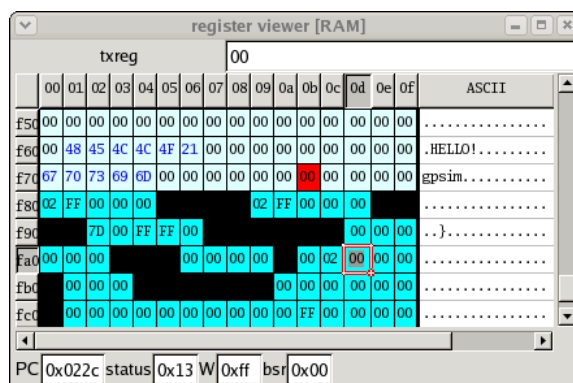 register viewer [RAM]
txreg 00
00 01 02 03 04 05 06 07 08 09 0a 0b 0c 0d 0e 0f ASCII
f50 00 00 00 00 00 00 00 00 00 00 00 00 00 00 00 00 ................
f60 00 48 45 4C 4C 4F 21 00 00 00 00 00 00 00 00 00 .HELLO!.........
f70 67 70 73 69 6D 00 00 00 00 00 00 00 00 00 00 00 gpsim...........
f80 02 FF 00 00 00 02 FF 00 00 00 ................
f90 7D 00 FF FF 00 00 00 00 ..}.............
fa0 00 00 00 00 00 00 00 00 02 00 00 00 ................
fb0 00 00 00 00 00 00 00 00 00 ................
fc0 00 00 00 00 00 00 00 00 00 00 FF 00 00 00 00 ................
PC 0x022c status 0x13 W 0xff bsr 0x00